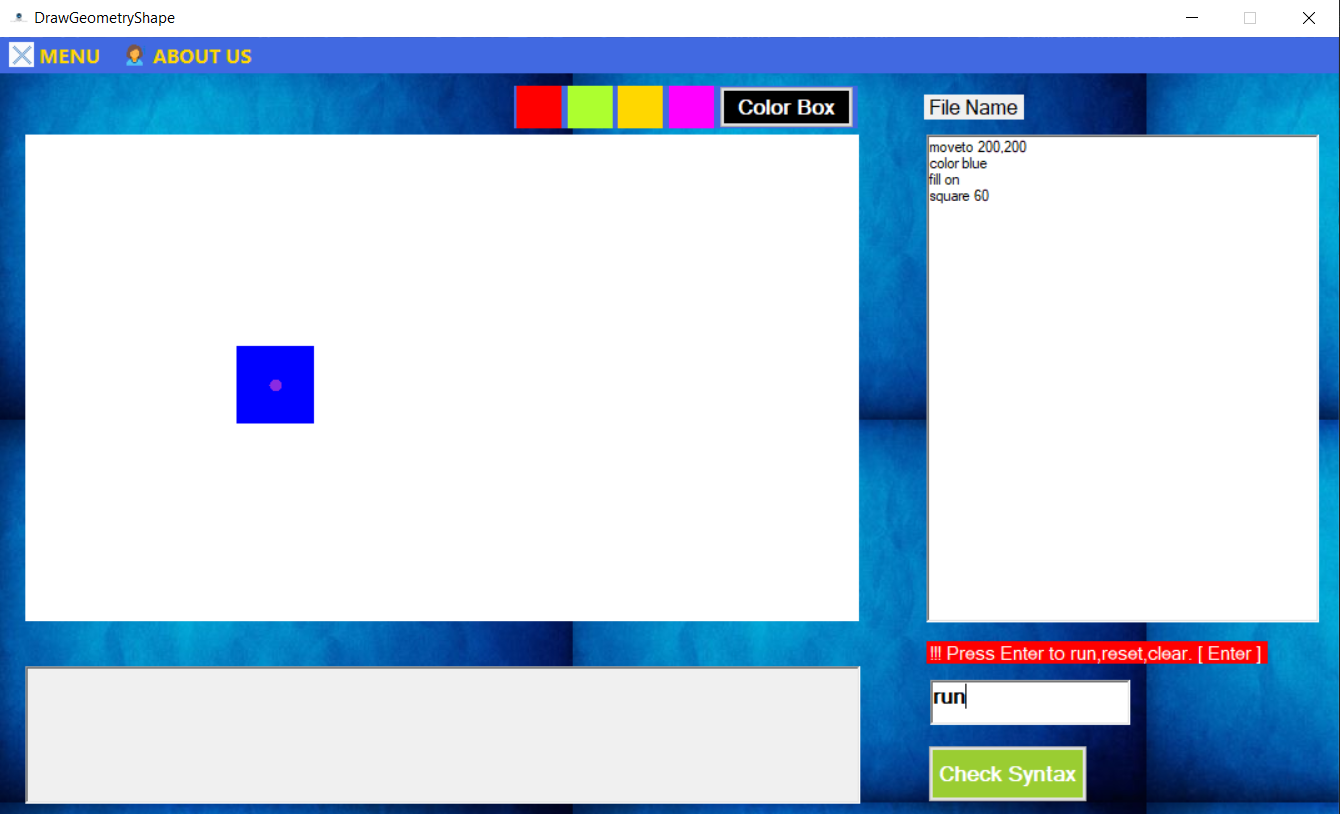 DrawGeometryShape
MENU ABOUT US
Color Box
File Name
moveto 200,200
color blue
fill on
square 60
!!! Press Enter to run,reset,clear. [ Enter ]
run
Check Syntax